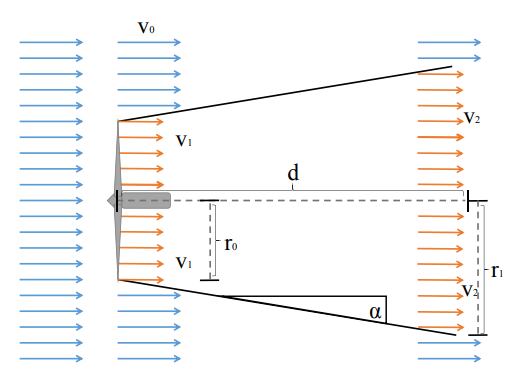 v₀
v₂
v₁
d
r₀
v₁
r₁
v₂
α